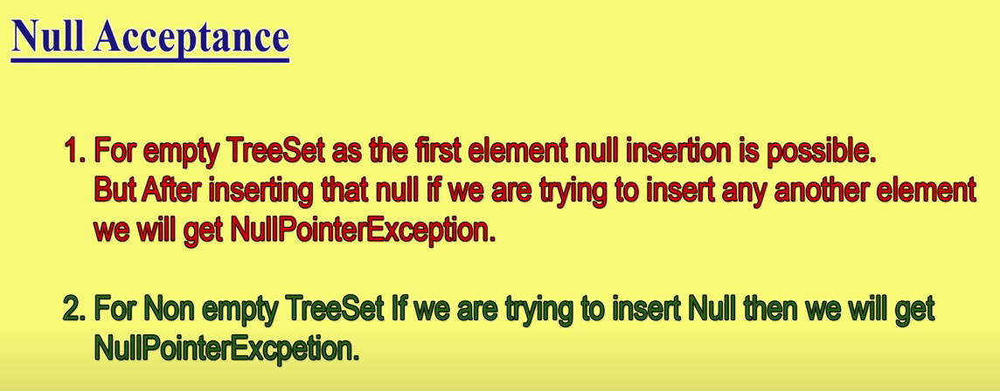 Null Acceptance
1. For empty TreeSet as the first element null insertion is possible.
But After inserting that null if we are trying to insert any another element
we will get NullPointerException.
2. For Non empty TreeSet If we are trying to insert Null then we will get
NullPointerExcpetion.